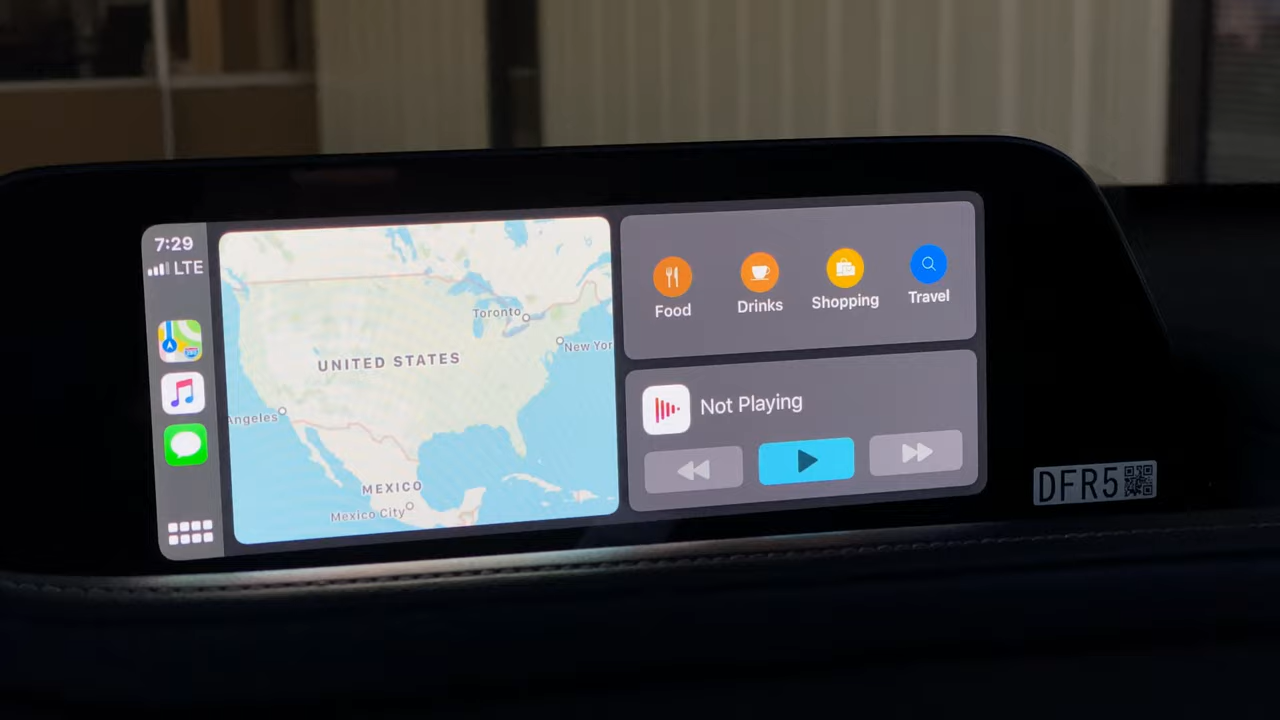 7:29
LTE
Toronto
New Yor
UNITED STATES
Angeles
MEXICO
Mexico City
Food
Drinks
Shopping
Travel
Not Playing
DFR5